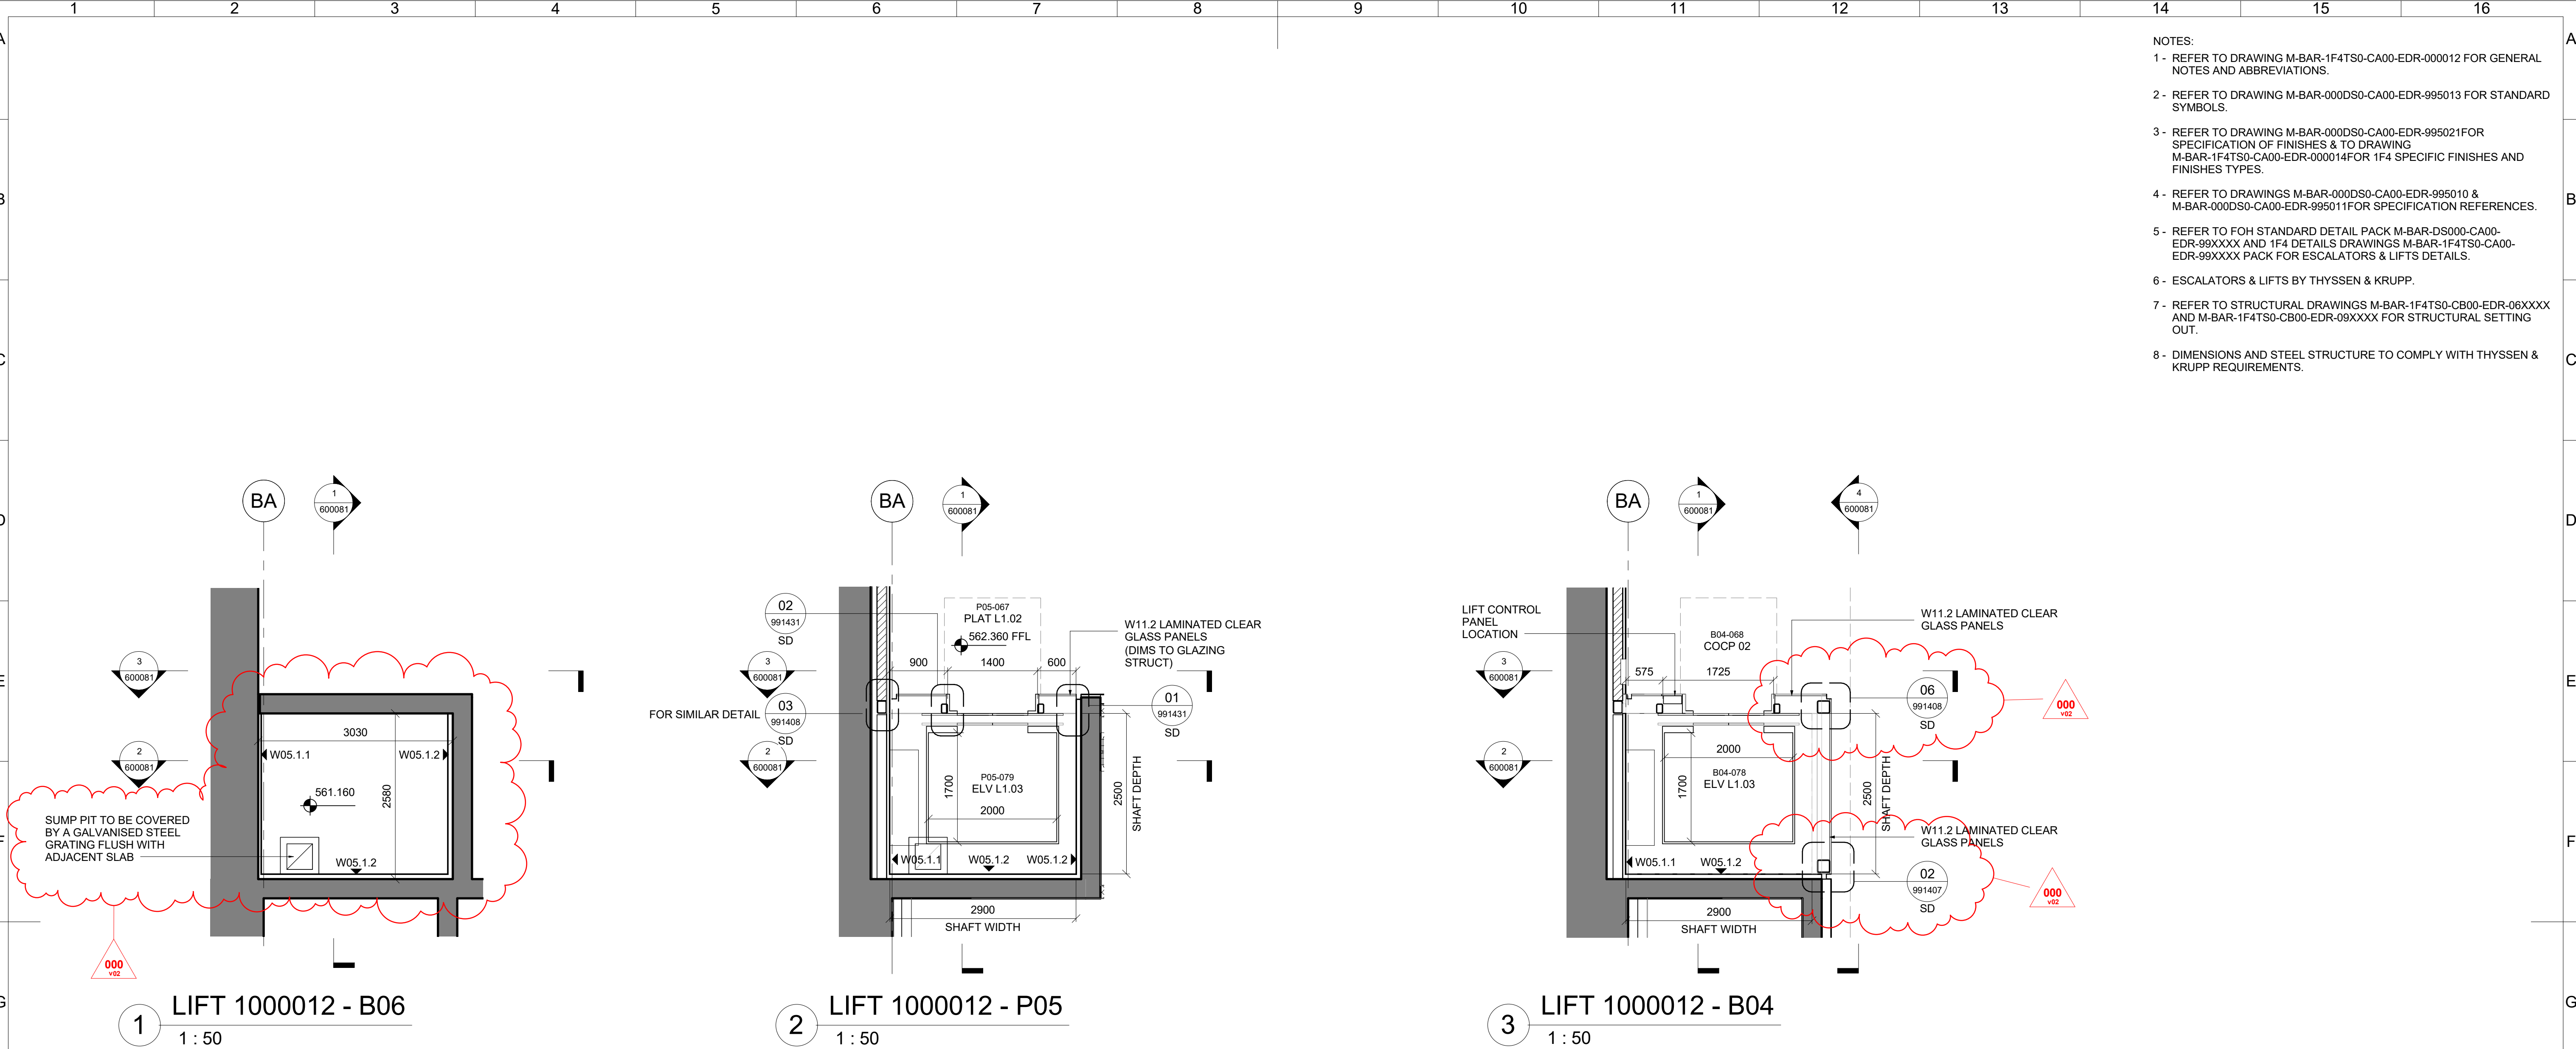 1 2 3 4 5 6 7 8 9 10 11 12 13 14 15 16
A
B
C
D
E
F
G
A
B
C
D
E
F
G
NOTES:
1 - REFER TO DRAWING M-BAR-1F4TS0-CA00-EDR-000012 FOR GENERAL
NOTES AND ABBREVIATIONS.
2 - REFER TO DRAWING M-BAR-000DS0-CA00-EDR-995013 FOR STANDARD
SYMBOLS.
3 - REFER TO DRAWING M-BAR-000DS0-CA00-EDR-995021FOR
SPECIFICATION OF FINISHES & TO DRAWING
M-BAR-1F4TS0-CA00-EDR-000014FOR 1F4 SPECIFIC FINISHES AND
FINISHES TYPES.
4 - REFER TO DRAWINGS M-BAR-000DS0-CA00-EDR-995010 &
M-BAR-000DS0-CA00-EDR-995011FOR SPECIFICATION REFERENCES.
5 - REFER TO FOH STANDARD DETAIL PACK M-BAR-DS000-CA00-
EDR-99XXXX AND 1F4 DETAILS DRAWINGS M-BAR-1F4TS0-CA00-
EDR-99XXXX PACK FOR ESCALATORS & LIFTS DETAILS.
6 - ESCALATORS & LIFTS BY THYSSEN & KRUPP.
7 - REFER TO STRUCTURAL DRAWINGS M-BAR-1F4TS0-CB00-EDR-06XXXX
AND M-BAR-1F4TS0-CB00-EDR-09XXXX FOR STRUCTURAL SETTING
OUT.
8 - DIMENSIONS AND STEEL STRUCTURE TO COMPLY WITH THYSSEN &
KRUPP REQUIREMENTS.
BA
1
600081
3
600081
2
600081
3030
W05.1.1
W05.1.2
561.160
2580
SUMP PIT TO BE COVERED
BY A GALVANISED STEEL
GRATING FLUSH WITH
ADJACENT SLAB
W05.1.2
000
v02
1
LIFT 1000012 - B06
1 : 50
BA
1
600081
02
991431
SD
P05-067
PLAT L1.02
562.360 FFL
W11.2 LAMINATED CLEAR
GLASS PANELS
(DIMS TO GLAZING
STRUCT)
3
600081
900
1400
600
FOR SIMILAR DETAIL
03
991408
SD
01
991431
SD
2
600081
1700
P05-079
ELV L1.03
2000
2500
SHAFT DEPTH
W05.1.1
W05.1.2
W05.1.2
2900
SHAFT WIDTH
2
LIFT 1000012 - P05
1 : 50
BA
1
600081
4
600081
LIFT CONTROL
PANEL
LOCATION
B04-068
COCP 02
W11.2 LAMINATED CLEAR
GLASS PANELS
3
600081
575
1725
06
991408
SD
000
v02
2
600081
2000
1700
B04-078
ELV L1.03
2500
SHAFT DEPTH
W11.2 LAMINATED CLEAR
GLASS PANELS
W05.1.1
W05.1.2
02
991407
SD
000
v02
2900
SHAFT WIDTH
3
LIFT 1000012 - B04
1 : 50